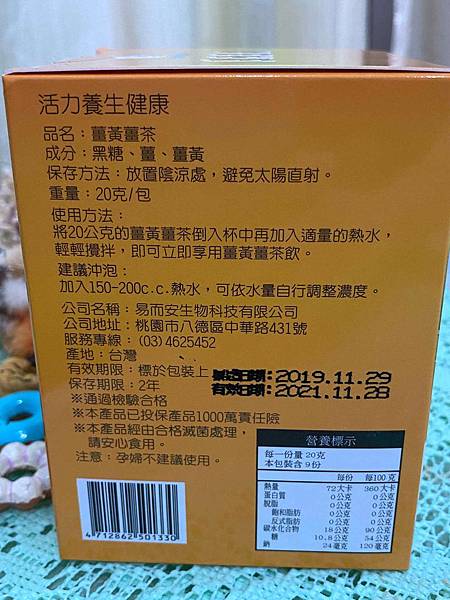 活力養生健康
品名：薑黃薑茶
成分：黑糖、薑、薑黃
保存方法：放置陰涼處，避免太陽直射。
重量：20克/包
使用方法：
將20公克的薑黃薑茶倒入杯中再加入適量的熱水，
輕輕攪拌，即可立即享用薑黃薑茶飲。
建議沖泡：
加入150-200c.c.熱水，可依水量自行調整濃度。
公司名稱：易而安生物科技有限公司
公司地址：桃園市八德區中華路431號
服務專線：(03)4625452
產地：台灣
有效期限：標於包裝上 製造日期：2019.11.29
保存期限：2年 有效日期：2021.11.28
※通過檢驗合格
※本產品已投保產品1000萬責任險
※本產品經由合格滅菌處理，
請安心食用。
注意：孕婦不建議使用。
營養標示
每一份量 20克
本包裝含 9份
每份 每100克
熱量 72大卡 360大卡
蛋白質 0公克 0公克
脂肪 0公克 0公克
飽和脂肪 0公克 0公克
反式脂肪 0公克 0公克
碳水化合物 18公克 90公克
糖 10.8公克 54公克
鈉 24毫克 120毫克
4712862501330